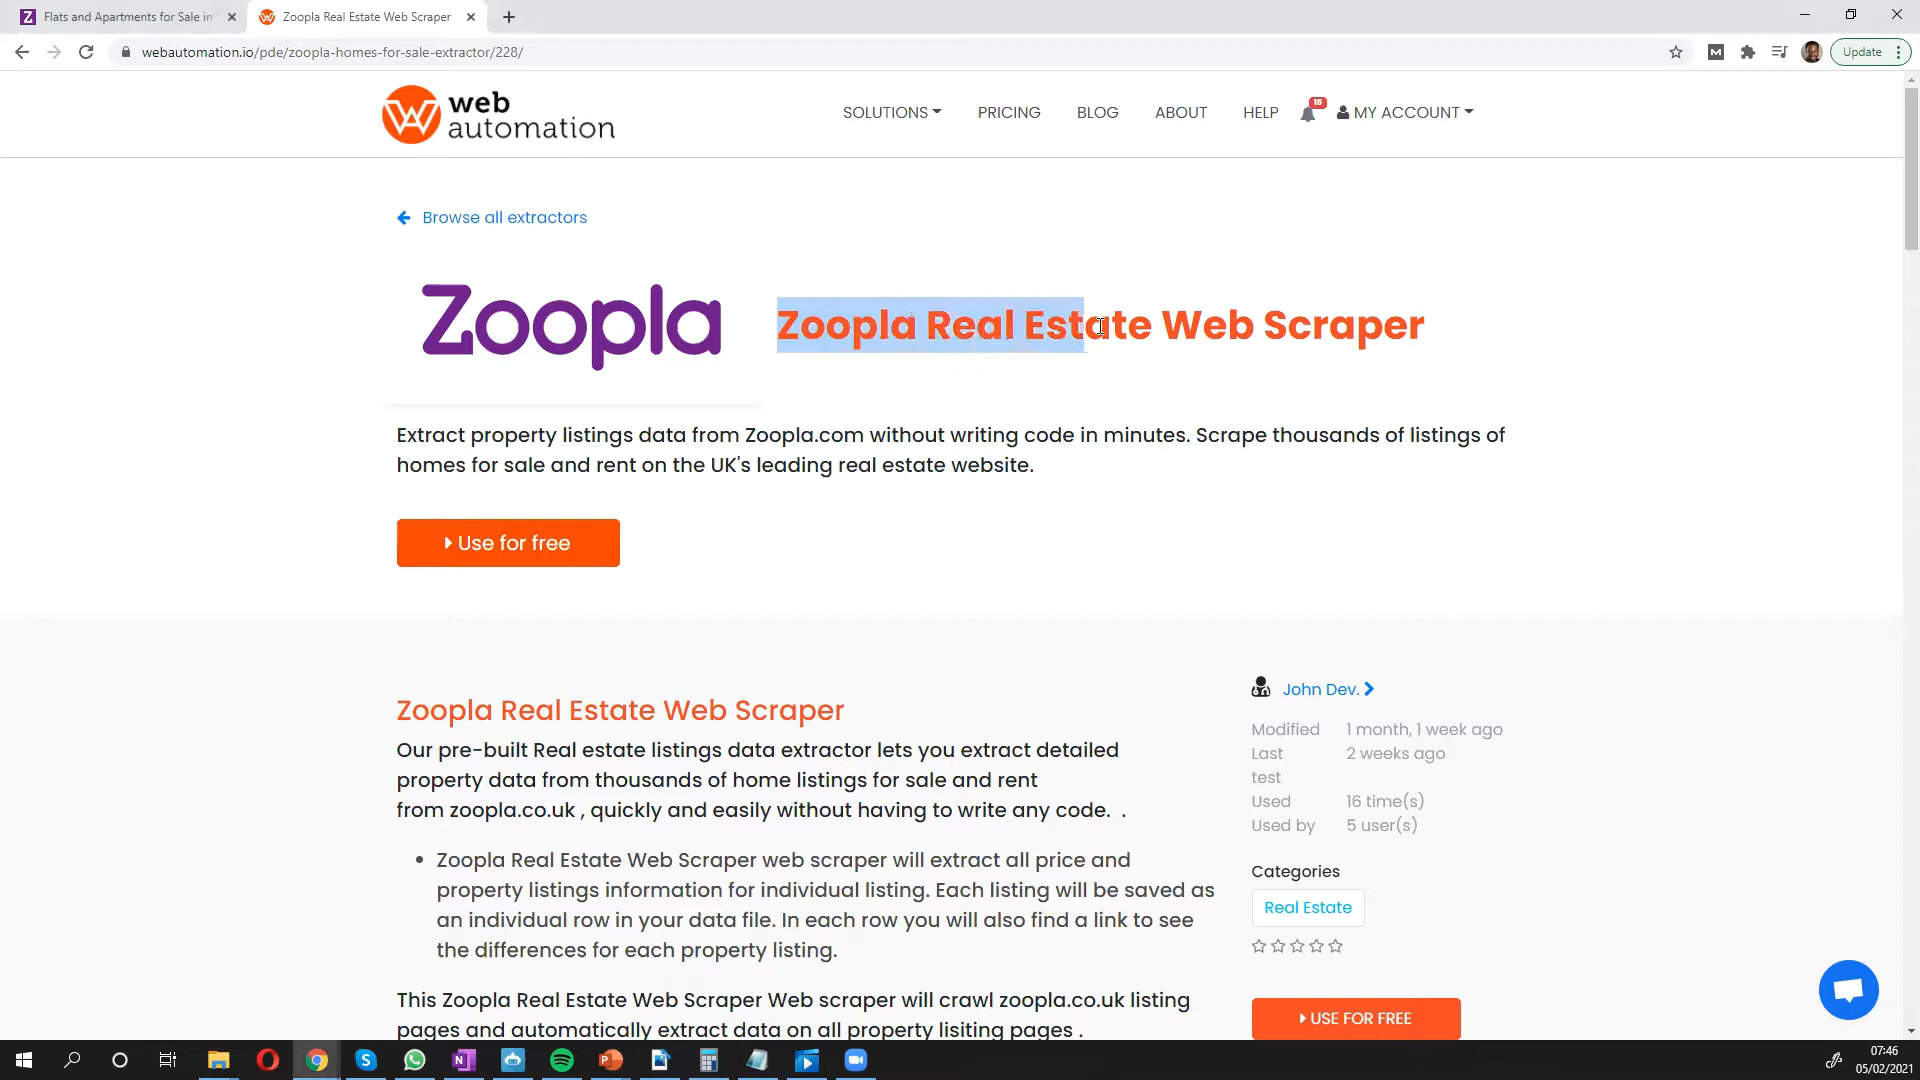 Flats and Apartments for Sale in
Zoopla Real Estate Web Scraper
webautomation.io/pde/zoopla-homes-for-sale-extractor/228/
Update
web
automation
SOLUTIONS
PRICING
BLOG
ABOUT
HELP
15
MY ACCOUNT
Browse all extractors
Zoopla
Zoopla Real Estate Web Scraper
Extract property listings data from Zoopla.com without writing code in minutes. Scrape thousands of listings of
homes for sale and rent on the UK's leading real estate website.
Use for free
Zoopla Real Estate Web Scraper
Our pre-built Real estate listings data extractor lets you extract detailed
property data from thousands of home listings for sale and rent
from zoopla.co.uk , quickly and easily without having to write any code.  .
Zoopla Real Estate Web Scraper web scraper will extract all price and
property listings information for individual listing. Each listing will be saved as
an individual row in your data file. In each row you will also find a link to see
the differences for each property listing.
This Zoopla Real Estate Web Scraper Web scraper will crawl zoopla.co.uk listing
pages and automatically extract data on all property lisiting pages .
John Dev.
Modified 1 month, 1 week ago
Last test 2 weeks ago
Used 16 time(s)
Used by 5 user(s)
Categories
Real Estate
USE FOR FREE
07:46
05/02/2021